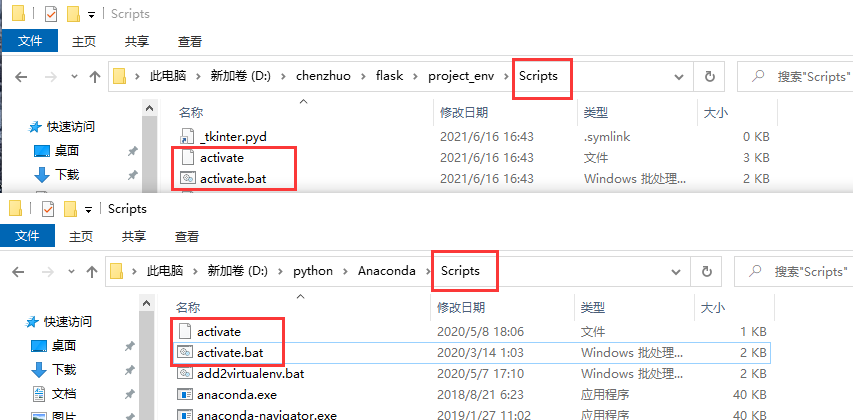 Scripts
文件 主页 共享 查看
此电脑 新加卷 (D:) chenzhuo flask project_env Scripts 搜索"Scripts"
名称 修改日期 类型 大小
快速访问
桌面
下载
_tkinter.pyd 2021/6/16 16:43 .symlink 0 KB
activate 2021/6/16 16:43 文件 3 KB
activate.bat 2021/6/16 16:43 Windows 批处理... 2 KB
Scripts
文件 主页 共享 查看
此电脑 新加卷 (D:) python Anaconda Scripts 搜索"Scripts"
名称 修改日期 类型 大小
快速访问
桌面
下载
文档
图片
activate 2020/5/8 18:06 文件 1 KB
activate.bat 2020/3/14 1:03 Windows 批处理... 2 KB
add2virtualenv.bat 2020/5/7 17:10 Windows 批处理... 2 KB
anaconda.exe 2018/8/21 6:23 应用程序 40 KB
anaconda-navigator.exe 2019/1/27 11:02 应用程序 40 KB